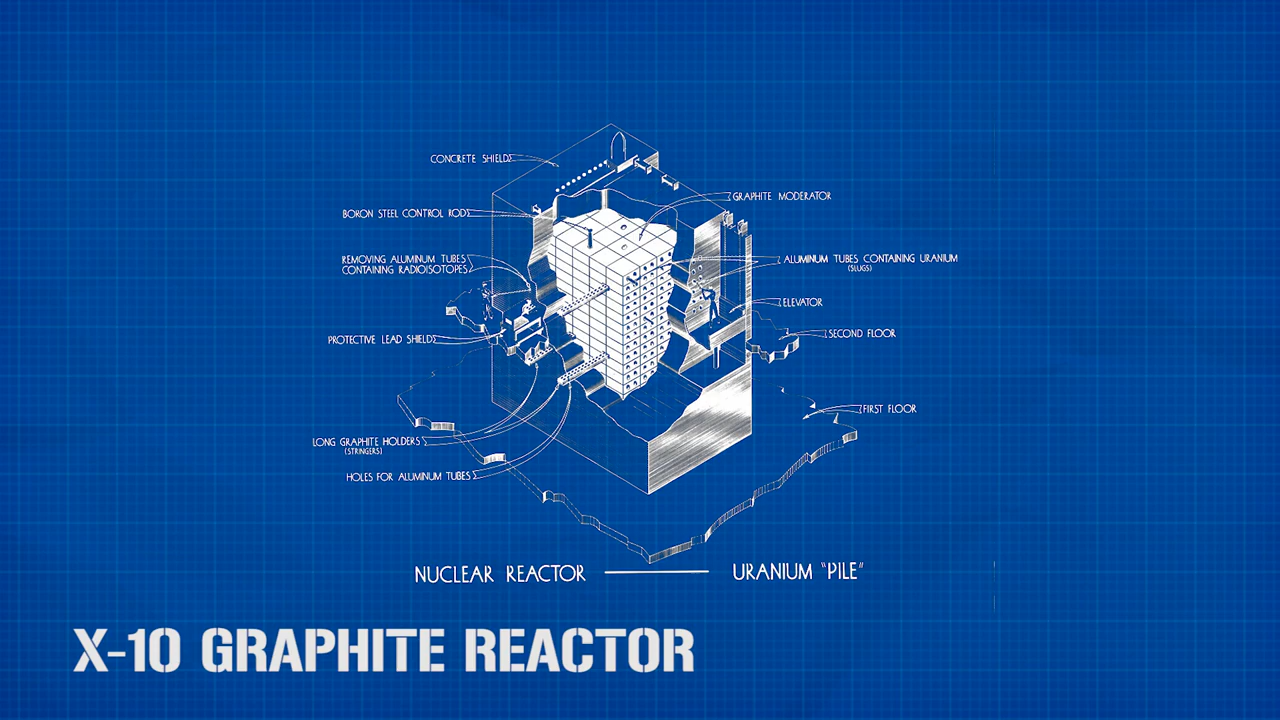 CONCRETE SHIELD
GRAPHITE MODERATOR
BORON STEEL CONTROL ROD
REMOVING ALUMINUM TUBES
CONTAINING RADIOISOTOPES
ALUMINUM TUBES CONTAINING URANIUM
(SLUGS)
ELEVATOR
SECOND FLOOR
PROTECTIVE LEAD SHIELDS
FIRST FLOOR
LONG GRAPHITE HOLDERS
(STRINGERS)
HOLES FOR ALUMINUM TUBES
NUCLEAR REACTOR — URANIUM "PILE"
X-10 GRAPHITE REACTOR